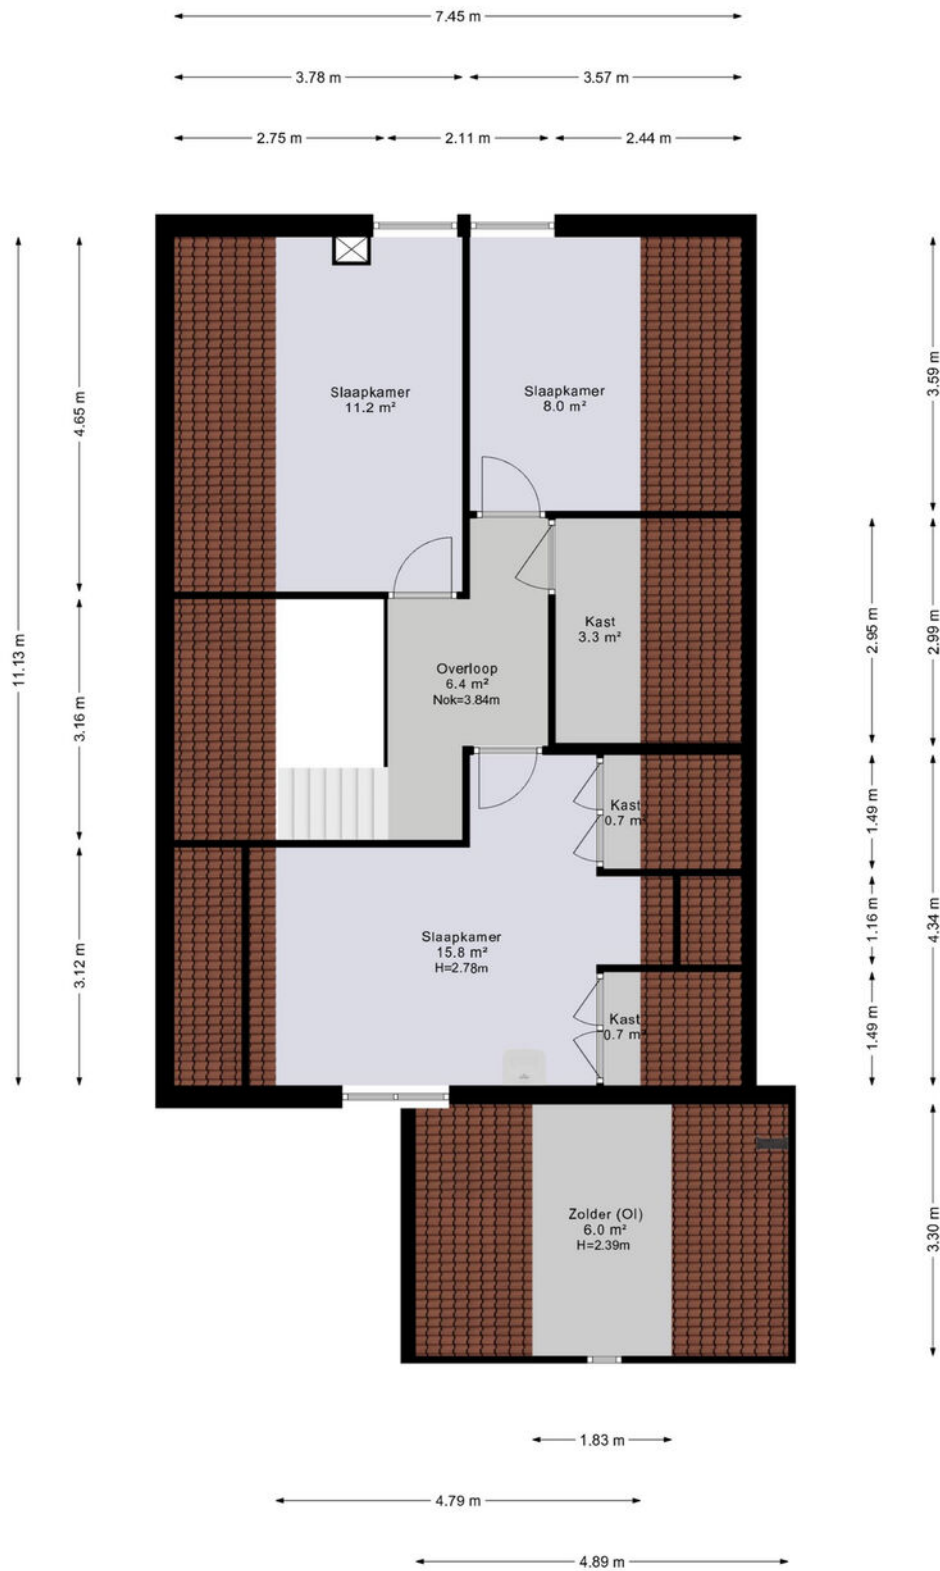 7.45 m
3.78 m
3.57 m
2.75 m
2.11 m
2.44 m
11.13 m
4.65 m
3.16 m
3.12 m
3.59 m
2.99 m
2.95 m
1.49 m
1.16 m
1.49 m
4.34 m
3.30 m
Slaapkamer
11.2 m²
Slaapkamer
8.0 m²
Kast
3.3 m²
Overloop
6.4 m²
Nok=3.84m
Kast
0.7 m²
Slaapkamer
15.8 m²
H=2.78m
Kast
0.7 m²
Zolder (OI)
6.0 m²
H=2.39m
1.83 m
4.79 m
4.89 m